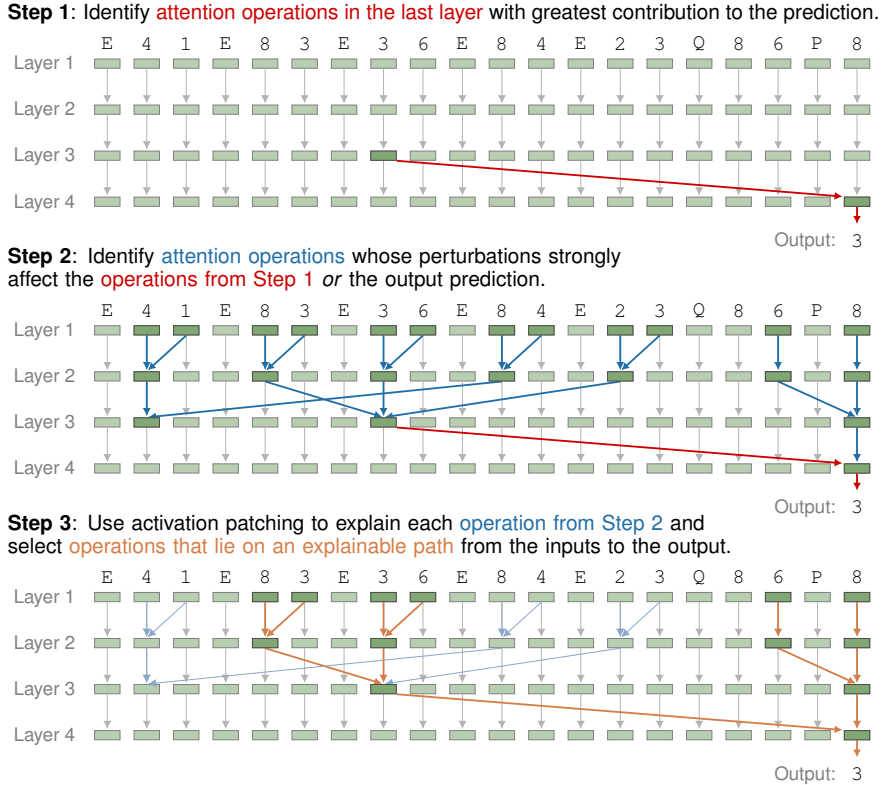 Step 1: Identify attention operations in the last layer with greatest contribution to the prediction.
E 4 1 E 8 3 E 3 6 E 8 4 E 2 3 Q 8 6 P 8
Layer 1
Layer 2
Layer 3
Layer 4
Output: 3
Step 2: Identify attention operations whose perturbations strongly
affect the operations from Step 1 or the output prediction.
E 4 1 E 8 3 E 3 6 E 8 4 E 2 3 Q 8 6 P 8
Layer 1
Layer 2
Layer 3
Layer 4
Output: 3
Step 3: Use activation patching to explain each operation from Step 2 and
select operations that lie on an explainable path from the inputs to the output.
E 4 1 E 8 3 E 3 6 E 8 4 E 2 3 Q 8 6 P 8
Layer 1
Layer 2
Layer 3
Layer 4
Output: 3